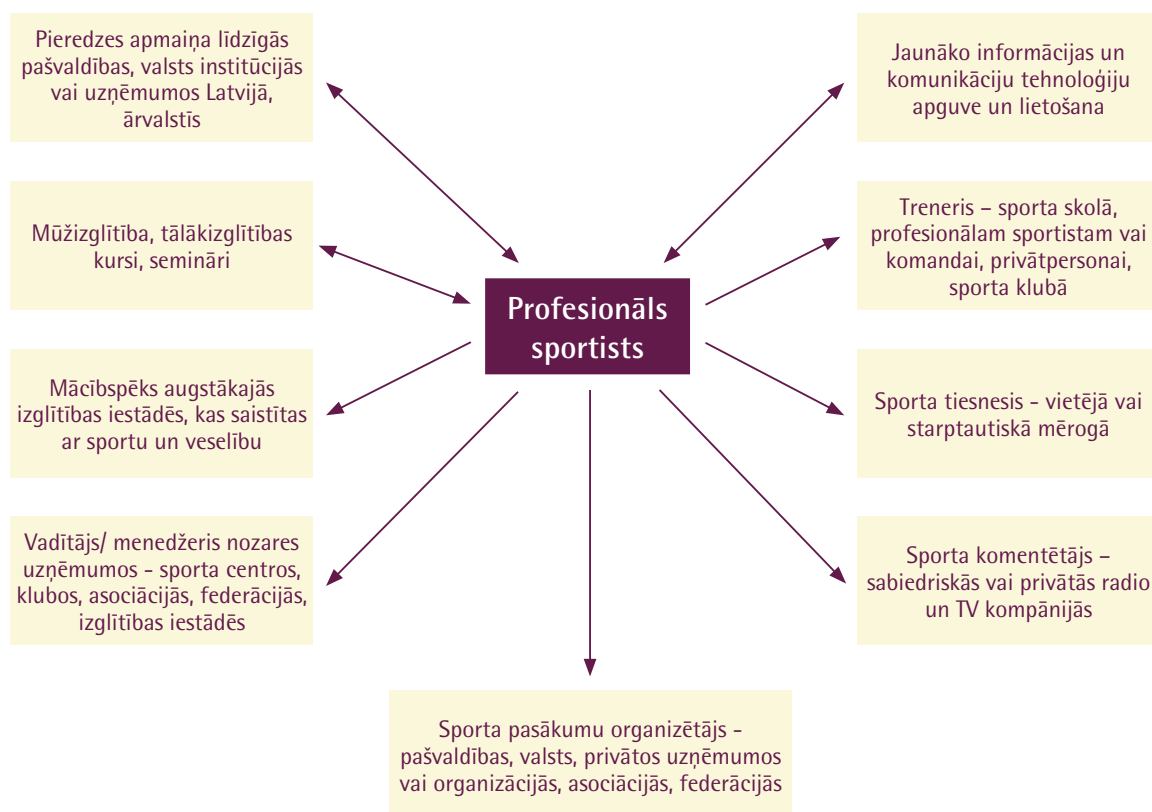 Pieredzes apmaiņa līdzīgās
pašvaldības, valsts institūcijās
vai uzņēmumos Latvijā,
ārvalstīs
Jaunāko informācijas un
komunikāciju tehnoloģiju
apguve un lietošana
Mūžizglītība, tālākizglītības
kursi, semināri
Treneris – sporta skolā,
profesionālam sportistam vai
komandai, privātpersonai,
sporta klubā
Profesionāls
sportists
Mācībspēks augstākajās
izglītības iestādēs, kas saistītas
ar sportu un veselību
Sporta tiesnesis - vietējā vai
starptautiskā mērogā
Vadītājs/ menedžeris nozares
uzņēmumos - sporta centros,
klubos, asociācijās, federācijās,
izglītības iestādēs
Sporta komentētājs –
sabiedriskās vai privātās radio
un TV kompānijās
Sporta pasākumu organizētājs -
pašvaldības, valsts, privātos uzņēmumos
vai organizācijās, asociācijās, federācijās